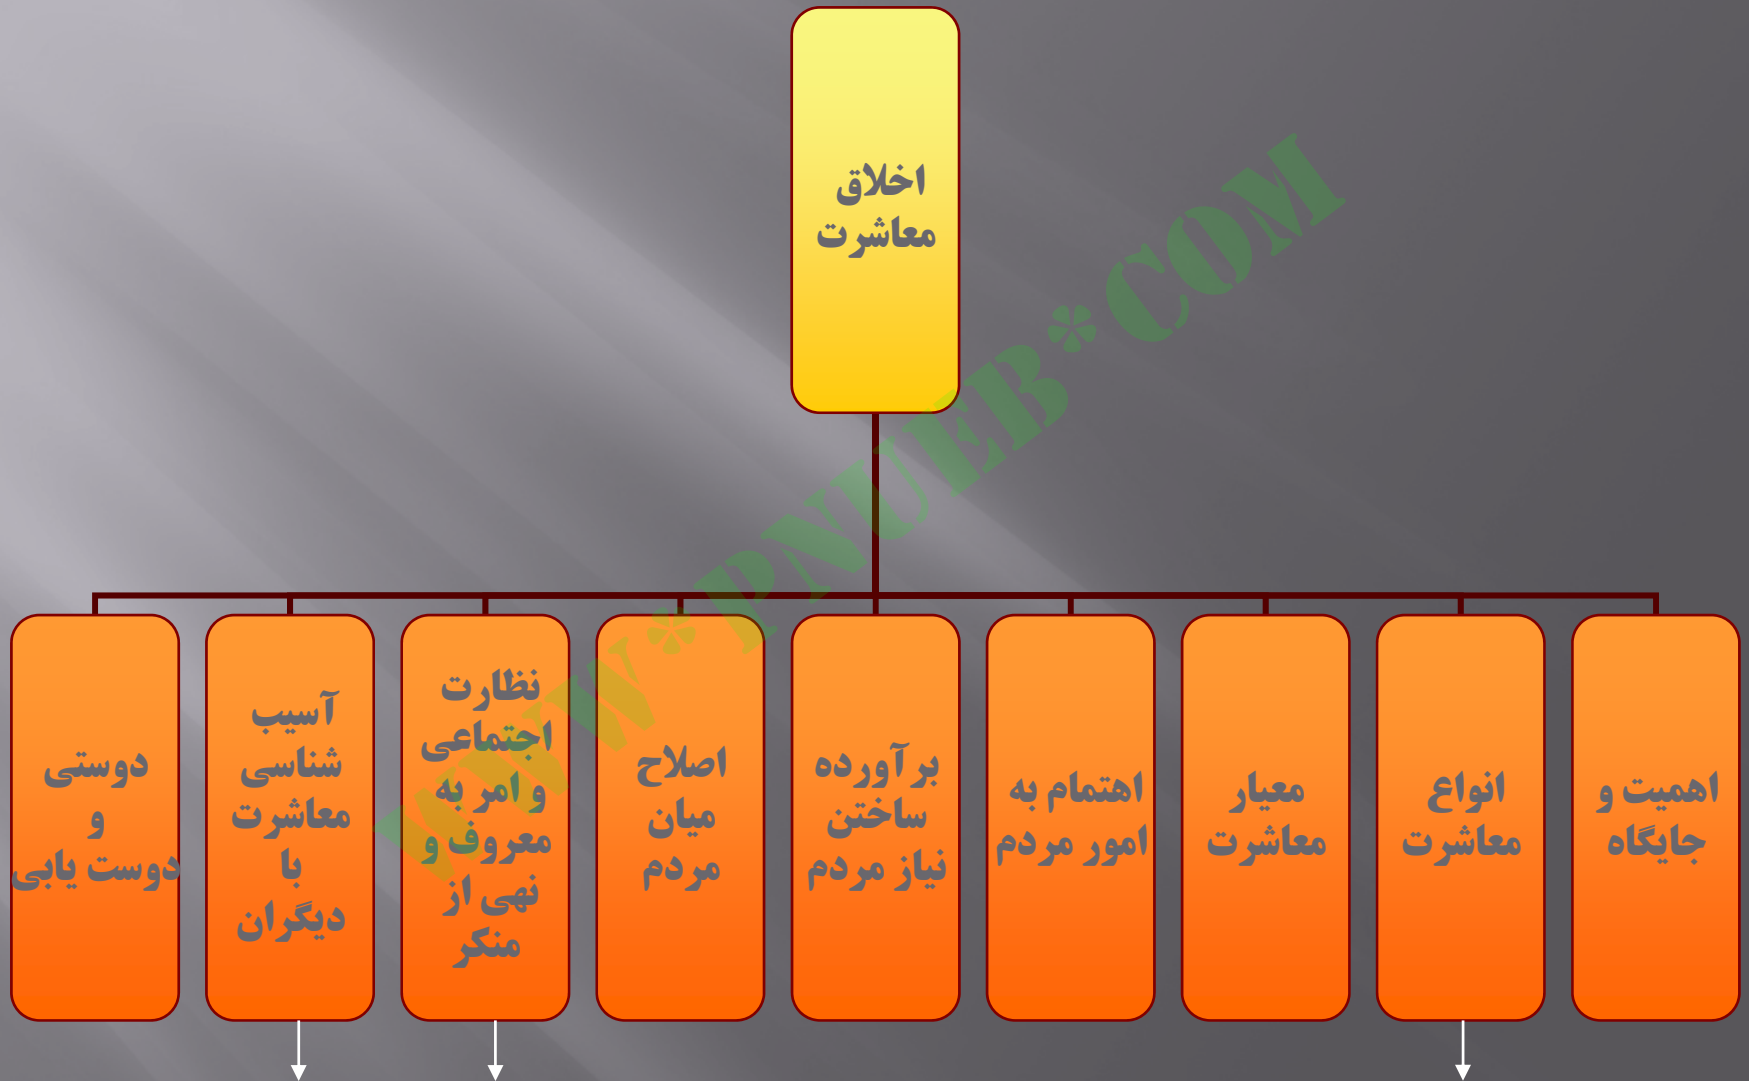 اخلاق
معاشرت
اهمیت و
جایگاه
انواع
معاشرت
معیار
معاشرت
اهتمام به
امور مردم
برآورده
ساختن
نیاز مردم
اصلاح
میان
مردم
نظارت
اجتماعی
و امر به
معروف و
نهی از
منکر
آسیب
شناسی
معاشرت
با
دیگران
دوستی
و
دوست یابی
WWW*PNUEB*COM